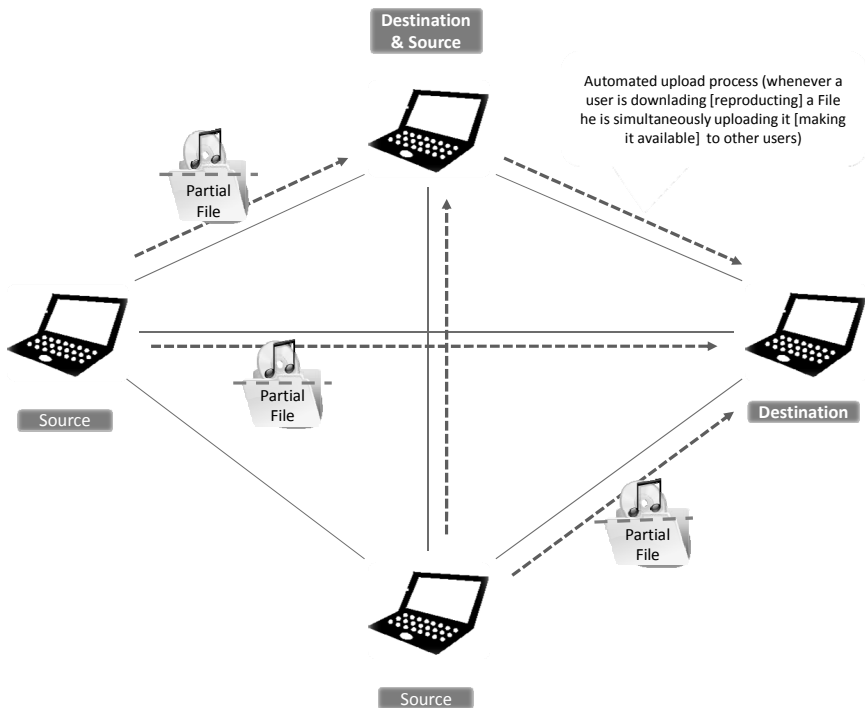 Destination
& Source
Automated upload process (whenever a
user is downlading [reproducting] a File
he is simultaneously uploading it [making
it available] to other users)
Partial
File
Source
Partial
File
Destination
Partial
File
Source